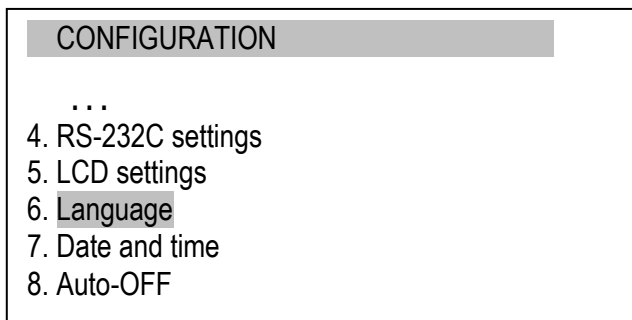 CONFIGURATION
...
4. RS-232C settings
5. LCD settings
6. Language
7. Date and time
8. Auto-OFF